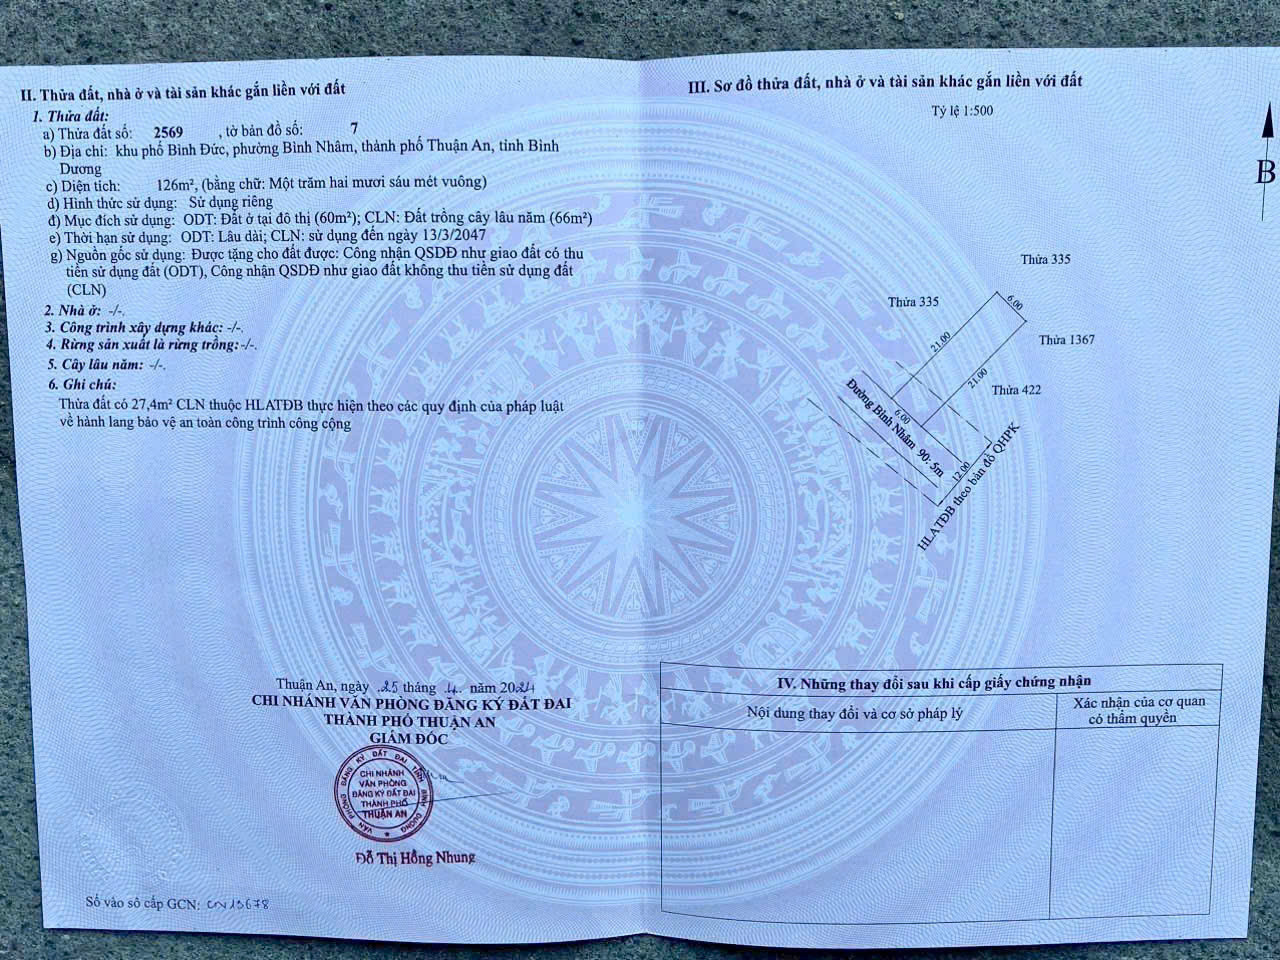 II. Thửa đất, nhà ở và tài sản khác gắn liền với đất
1. Thửa đất:
a) Thửa đất số: 2569 , tờ bản đồ số: 7
b) Địa chỉ: khu phố Bình Đức, phường Bình Nhâm, thành phố Thuận An, tỉnh Bình
Dương
c) Diện tích: 126m², (bằng chữ: Một trăm hai mươi sáu mét vuông)
d) Hình thức sử dụng: Sử dụng riêng
đ) Mục đích sử dụng: ODT: Đất ở tại đô thị (60m²); CLN: Đất trồng cây lâu năm (66m²)
e) Thời hạn sử dụng: ODT: Lâu dài; CLN: sử dụng đến ngày 13/3/2047
g) Nguồn gốc sử dụng: Được tặng cho đất được: Công nhận QSDĐ như giao đất có thu
tiền sử dụng đất (ODT), Công nhận QSDĐ như giao đất không thu tiền sử dụng đất
(CLN)
2. Nhà ở: -/-.
3. Công trình xây dựng khác: -/-.
4. Rừng sản xuất là rừng trồng: -/-.
5. Cây lâu năm: -/-.
6. Ghi chú:
Thửa đất có 27,4m² CLN thuộc HLATĐB thực hiện theo các quy định của pháp luật
về hành lang bảo vệ an toàn công trình công cộng
Thuận An, ngày 25 tháng 4 năm 2024
CHI NHÁNH VĂN PHÒNG ĐĂNG KÝ ĐẤT ĐAI
THÀNH PHỐ THUẬN AN
GIÁM ĐỐC
VĂN PHÒNG ĐĂNG KÝ ĐẤT ĐAI TỈNH BÌNH DƯƠNG
CHI NHÁNH
VĂN PHÒNG
ĐĂNG KÝ ĐẤT ĐAI
THÀNH PHỐ
THUẬN AN
Đỗ Thị Hồng Nhung
Số vào sổ cấp GCN: CN15678
III. Sơ đồ thửa đất, nhà ở và tài sản khác gắn liền với đất
Tỷ lệ 1:500
B
Thửa 335
Thửa 335
6.00
21.00
Thửa 1367
21.00
Thửa 422
6.00
Đường Bình Nhâm 90: 5m
12.00
HLATĐB theo bản đồ QHPK
IV. Những thay đổi sau khi cấp giấy chứng nhận
Nội dung thay đổi và cơ sở pháp lý
Xác nhận của cơ quan
có thẩm quyền